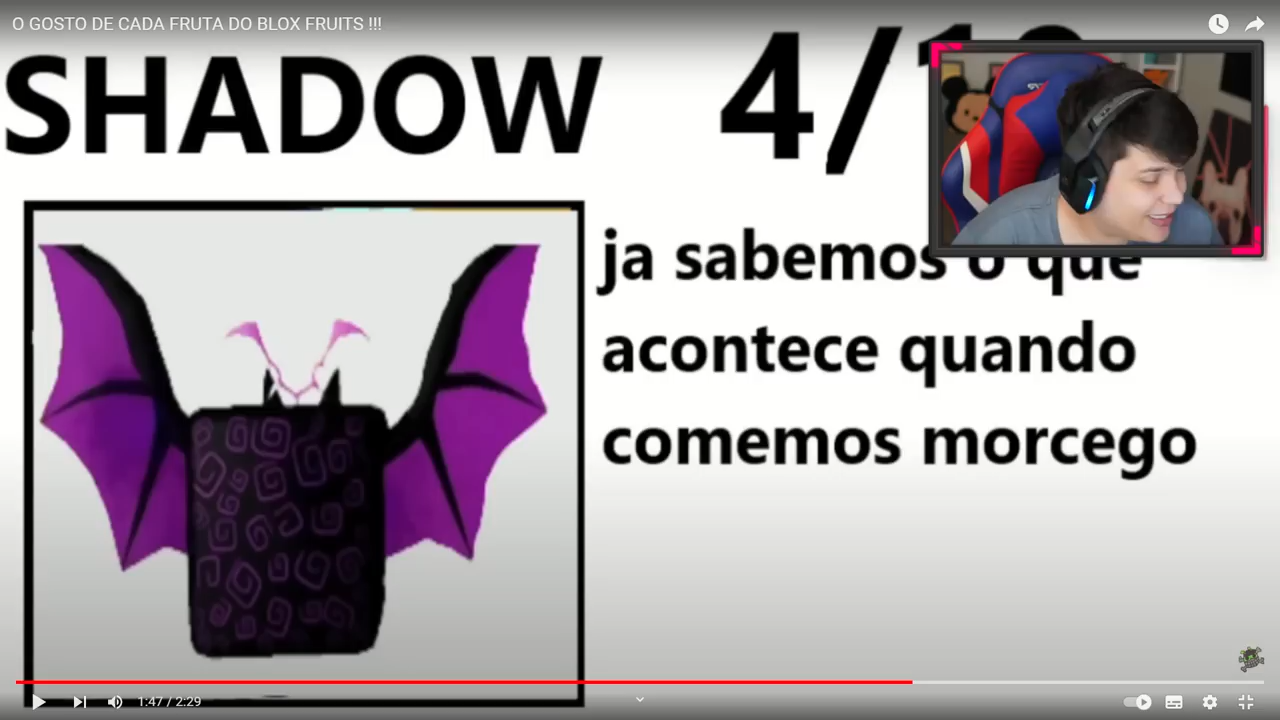 O GOSTO DE CADA FRUTA DO BLOX FRUITS !!!
SHADOW 4/
ja sabemos o que
acontece quando
comemos morcego
1:47 / 2:29